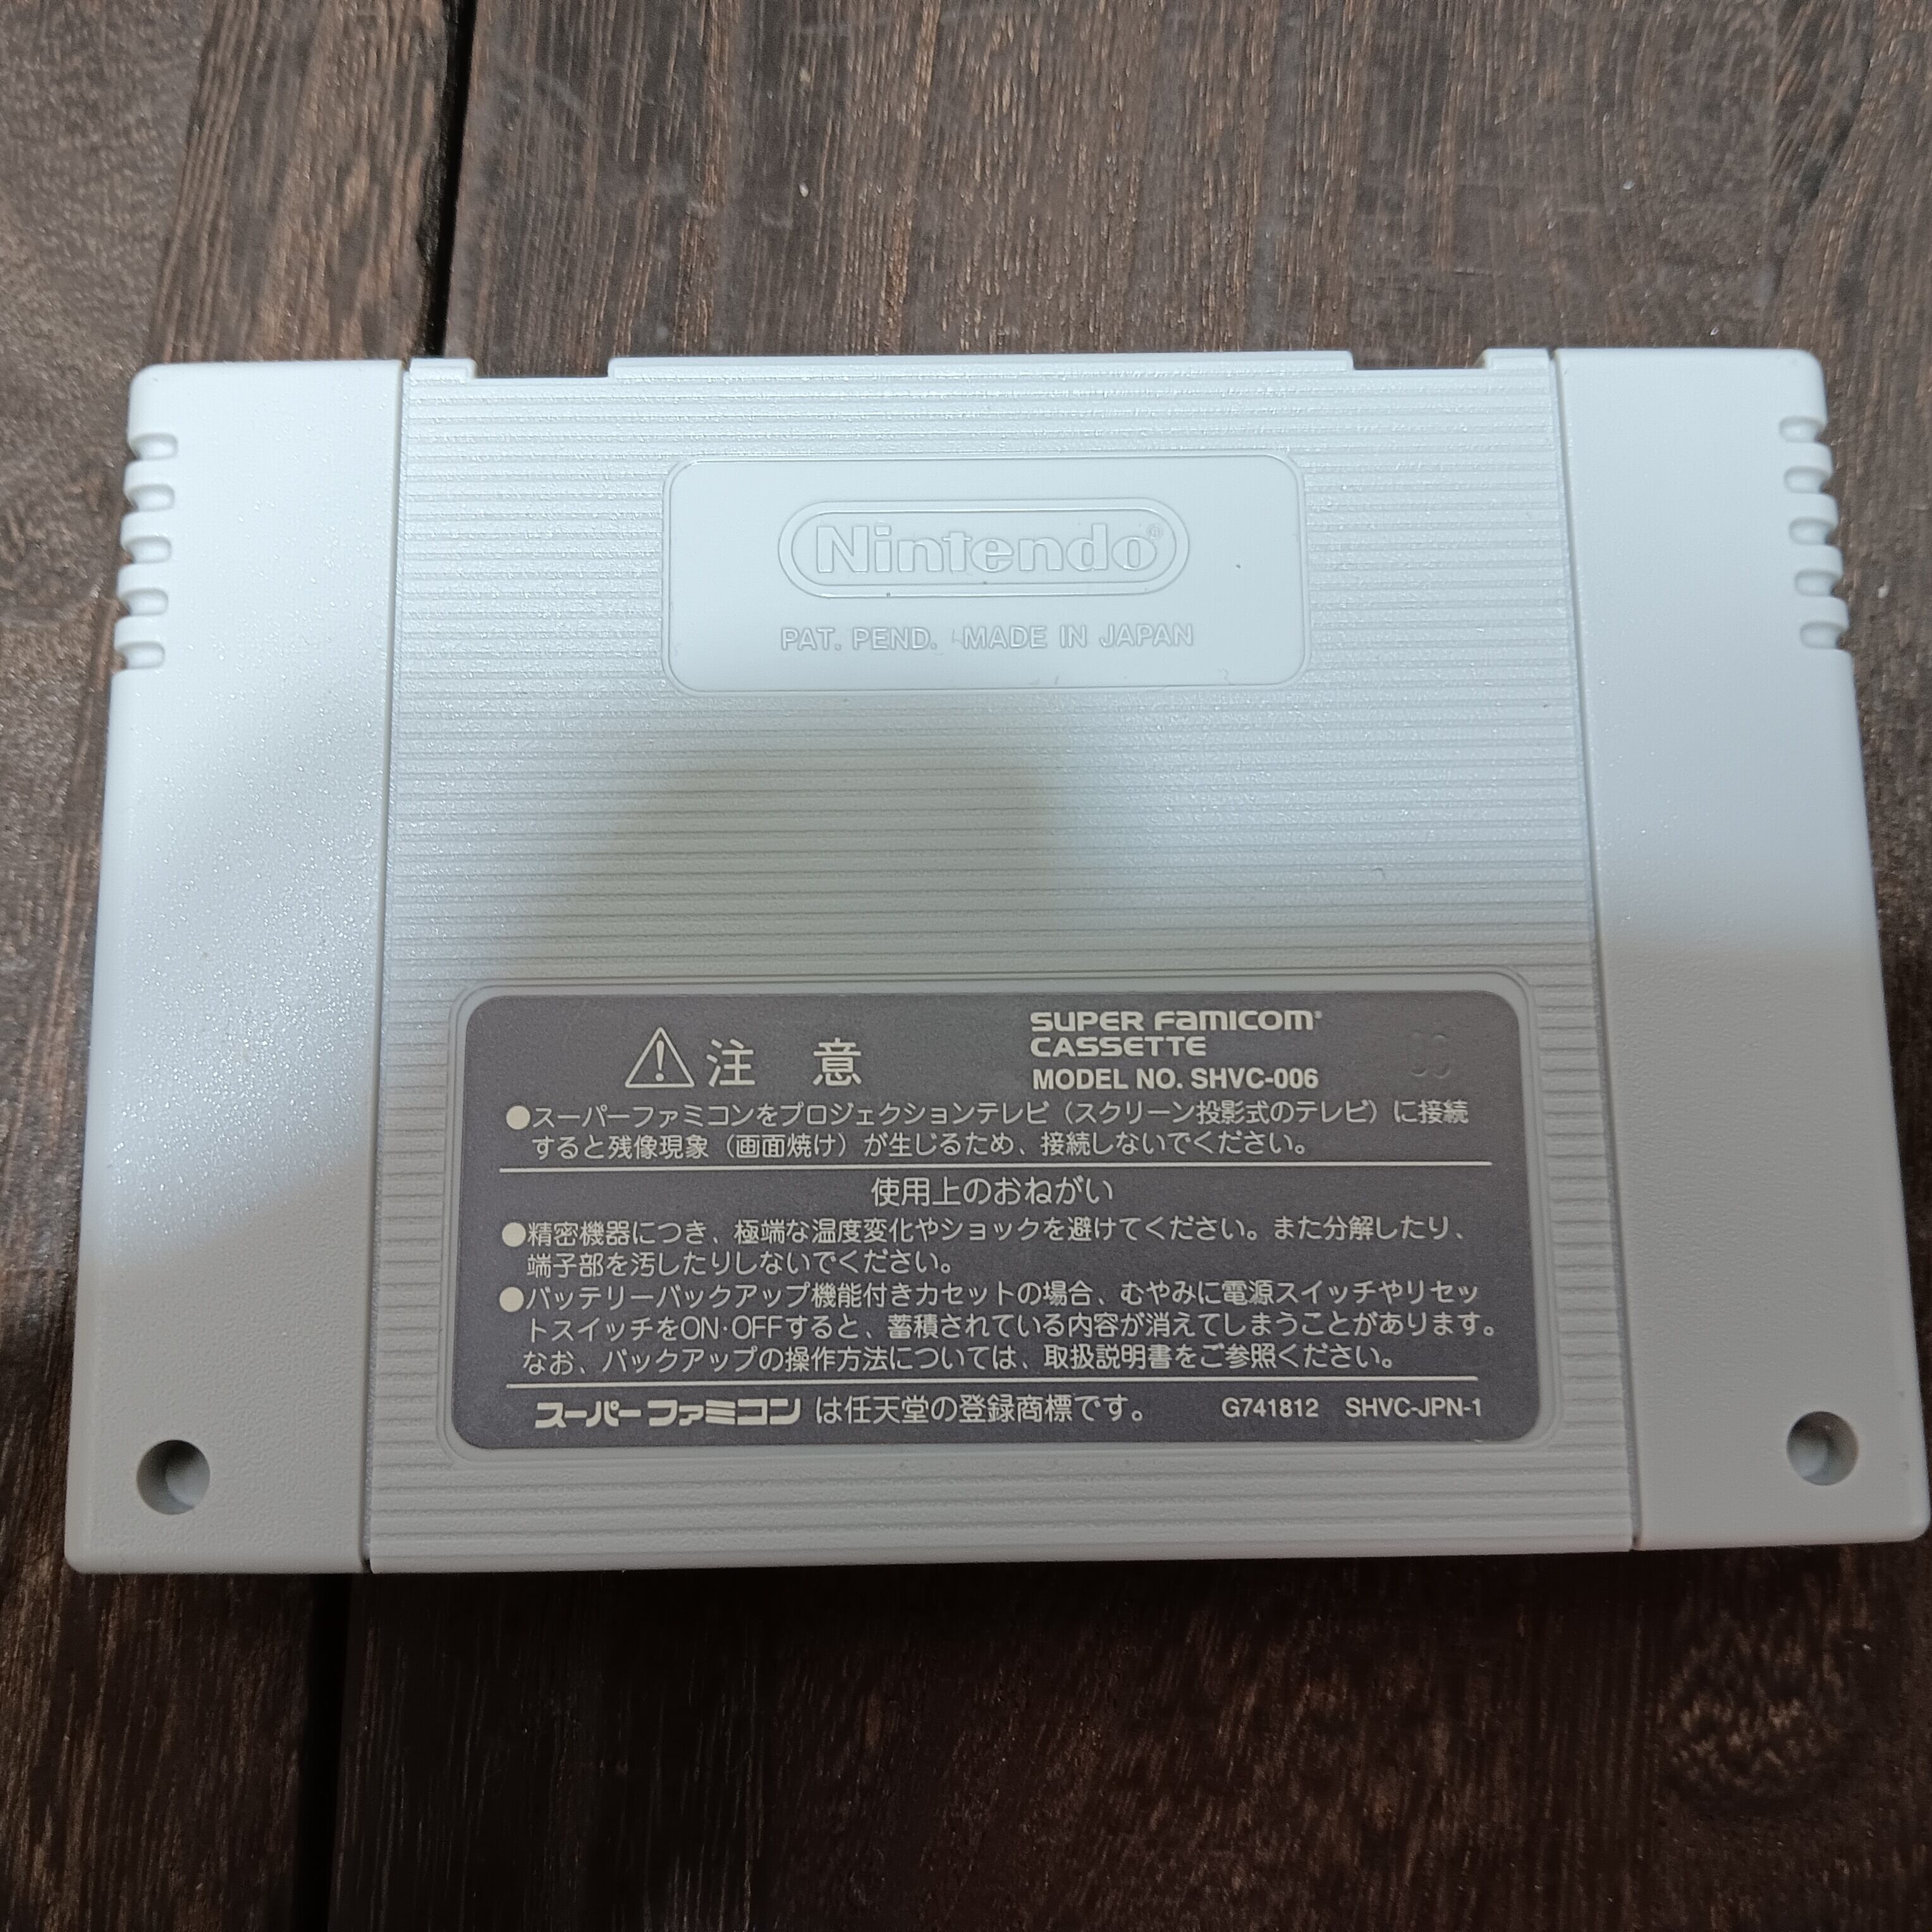 Nintendo®
PAT. PEND. MADE IN JAPAN
注 意
SUPER FAMICOM®
CASSETTE
MODEL NO. SHVC-006
●スーパーファミコンをプロジェクションテレビ（スクリーン投影式のテレビ）に接続
すると残像現象（画面焼け）が生じるため、接続しないでください。
使用上のおねがい
●精密機器につき、極端な温度変化やショックを避けてください。また分解したり、
端子部を汚したりしないでください。
●バッテリーバックアップ機能付きカセットの場合、むやみに電源スイッチやリセッ
トスイッチをON·OFFすると、蓄積されている内容が消えてしまうことがあります。
なお、バックアップの操作方法については、取扱説明書をご参照ください。
スーパーファミコンは任天堂の登録商標です。 G741812 SHVC-JPN-1